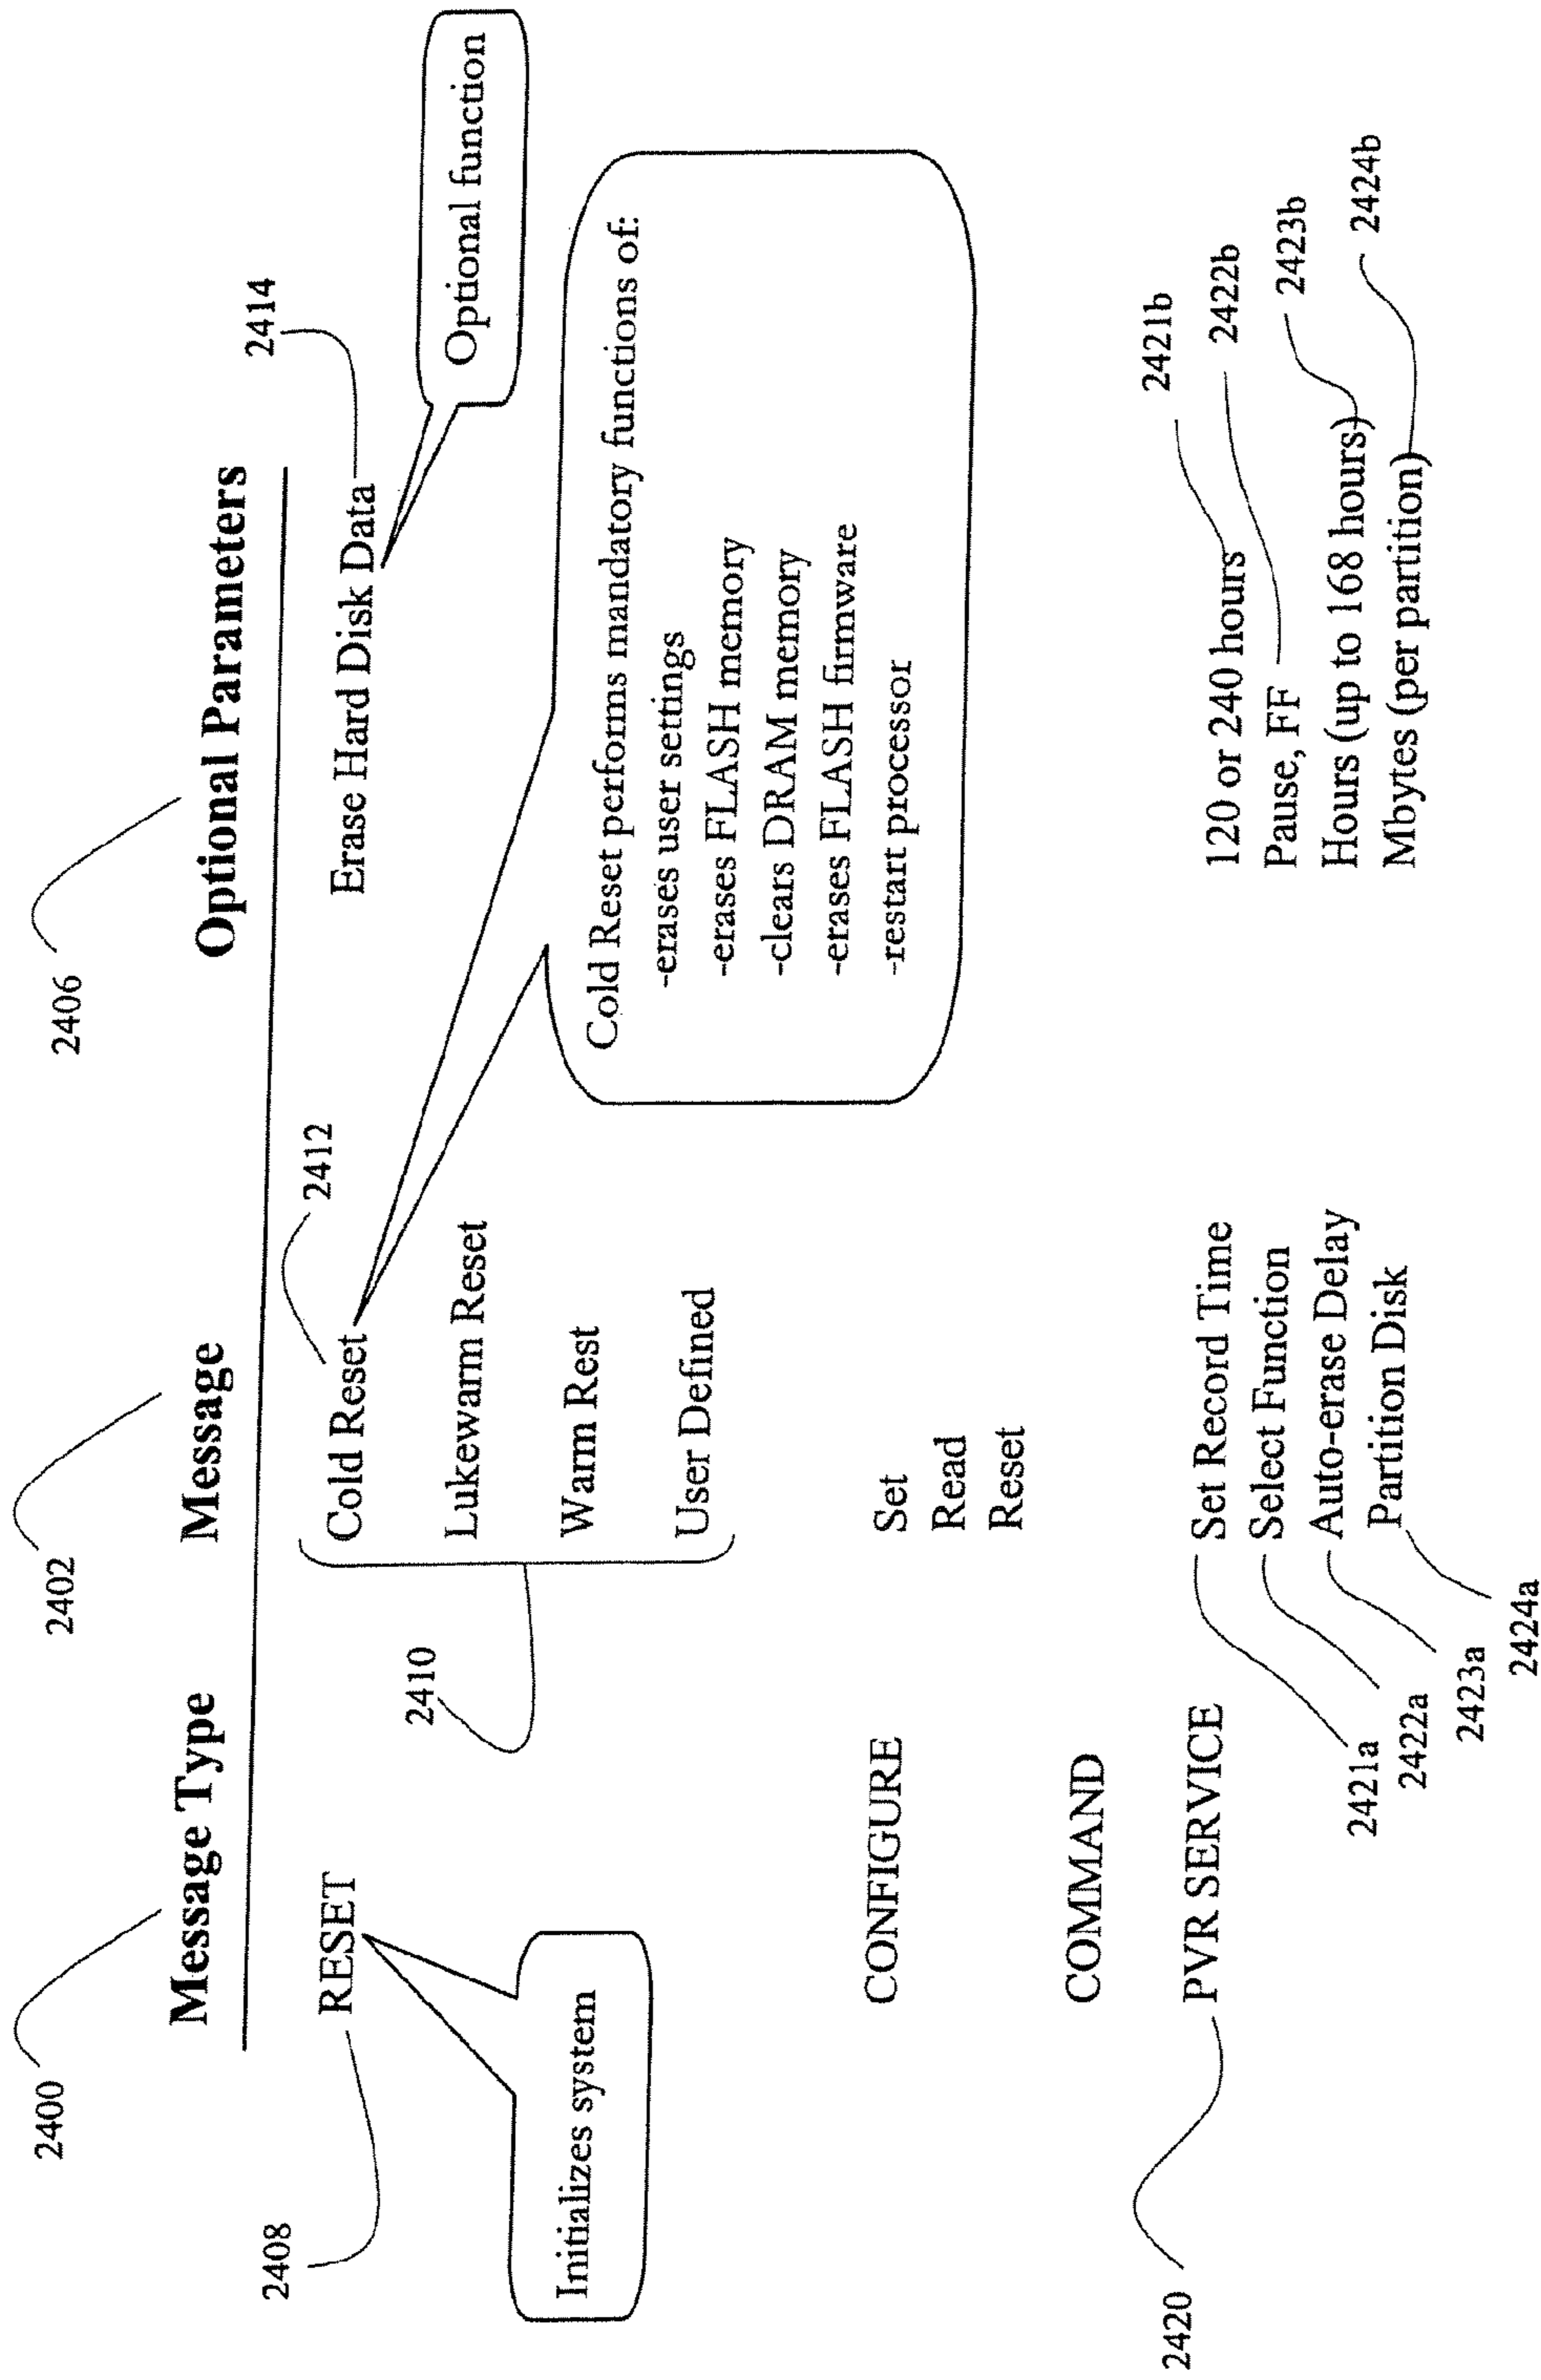 2400
2402
2406
Message Type
Message
Optional Parameters
2408
RESET
Initializes system
2410
Cold Reset
2412
Lukewarm Reset
Warm Rest
User Defined
Erase Hard Disk Data
2414
Optional function
Cold Reset performs mandatory functions of:
-erases user settings
-erases FLASH memory
-clears DRAM memory
-erases FLASH firmware
-restart processor
CONFIGURE
Set
Read
Reset
COMMAND
2420
PVR SERVICE
Set Record Time
Select Function
Auto-erase Delay
Partition Disk
2421a
2422a
2423a
2424a
120 or 240 hours
Pause, FF
Hours (up to 168 hours)
Mbytes (per partition)
2421b
2422b
2423b
2424b